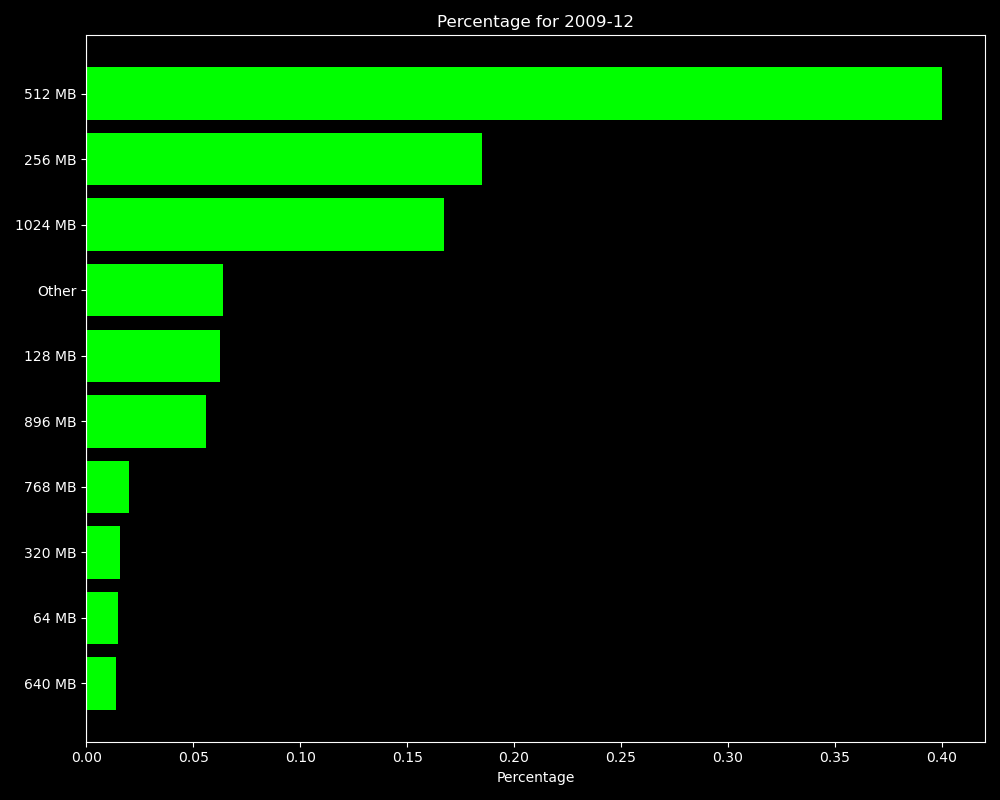 Percentage for 2009-12
512 MB
256 MB
1024 MB
Other
128 MB
896 MB
768 MB
320 MB
64 MB
640 MB
0.00 0.05 0.10 0.15 0.20 0.25 0.30 0.35 0.40
Percentage